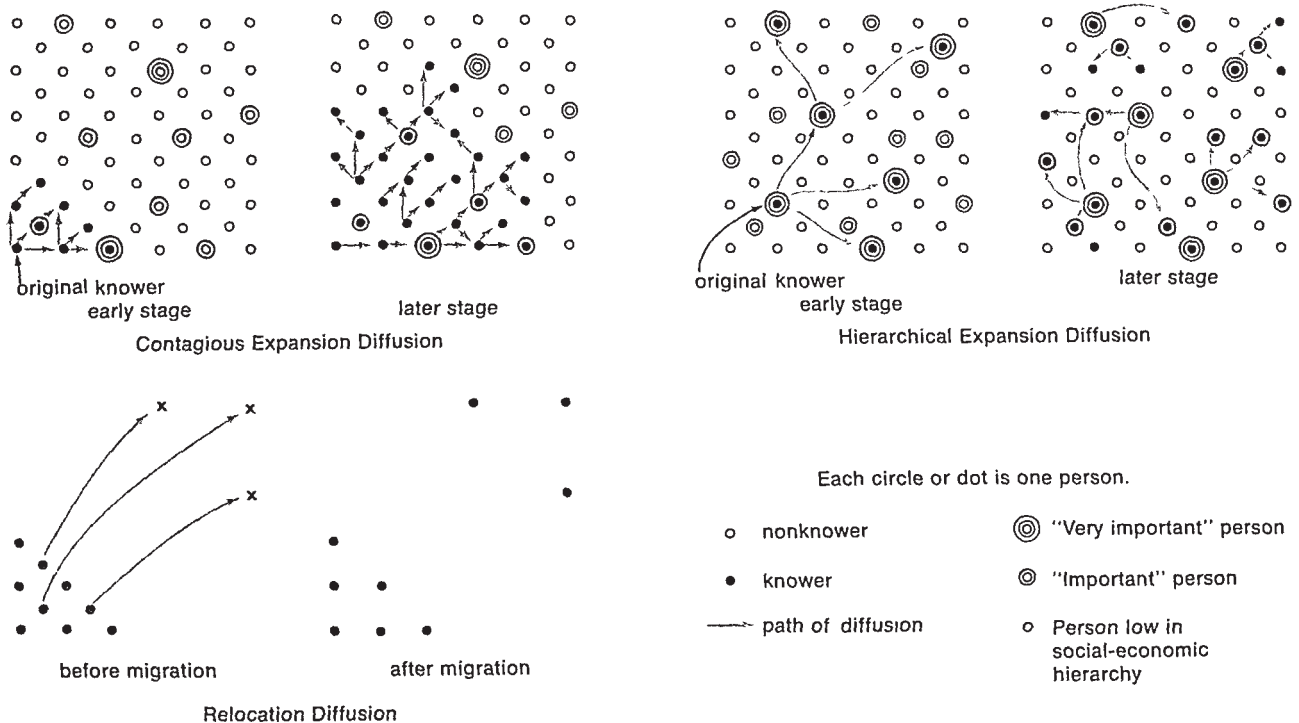 original knower
early stage
later stage
Contagious Expansion Diffusion
original knower
early stage
later stage
Hierarchical Expansion Diffusion
x
x
x
before migration
after migration
Relocation Diffusion
Each circle or dot is one person.
nonknower
knower
path of diffusion
"Very important" person
"Important" person
Person low in
social-economic
hierarchy